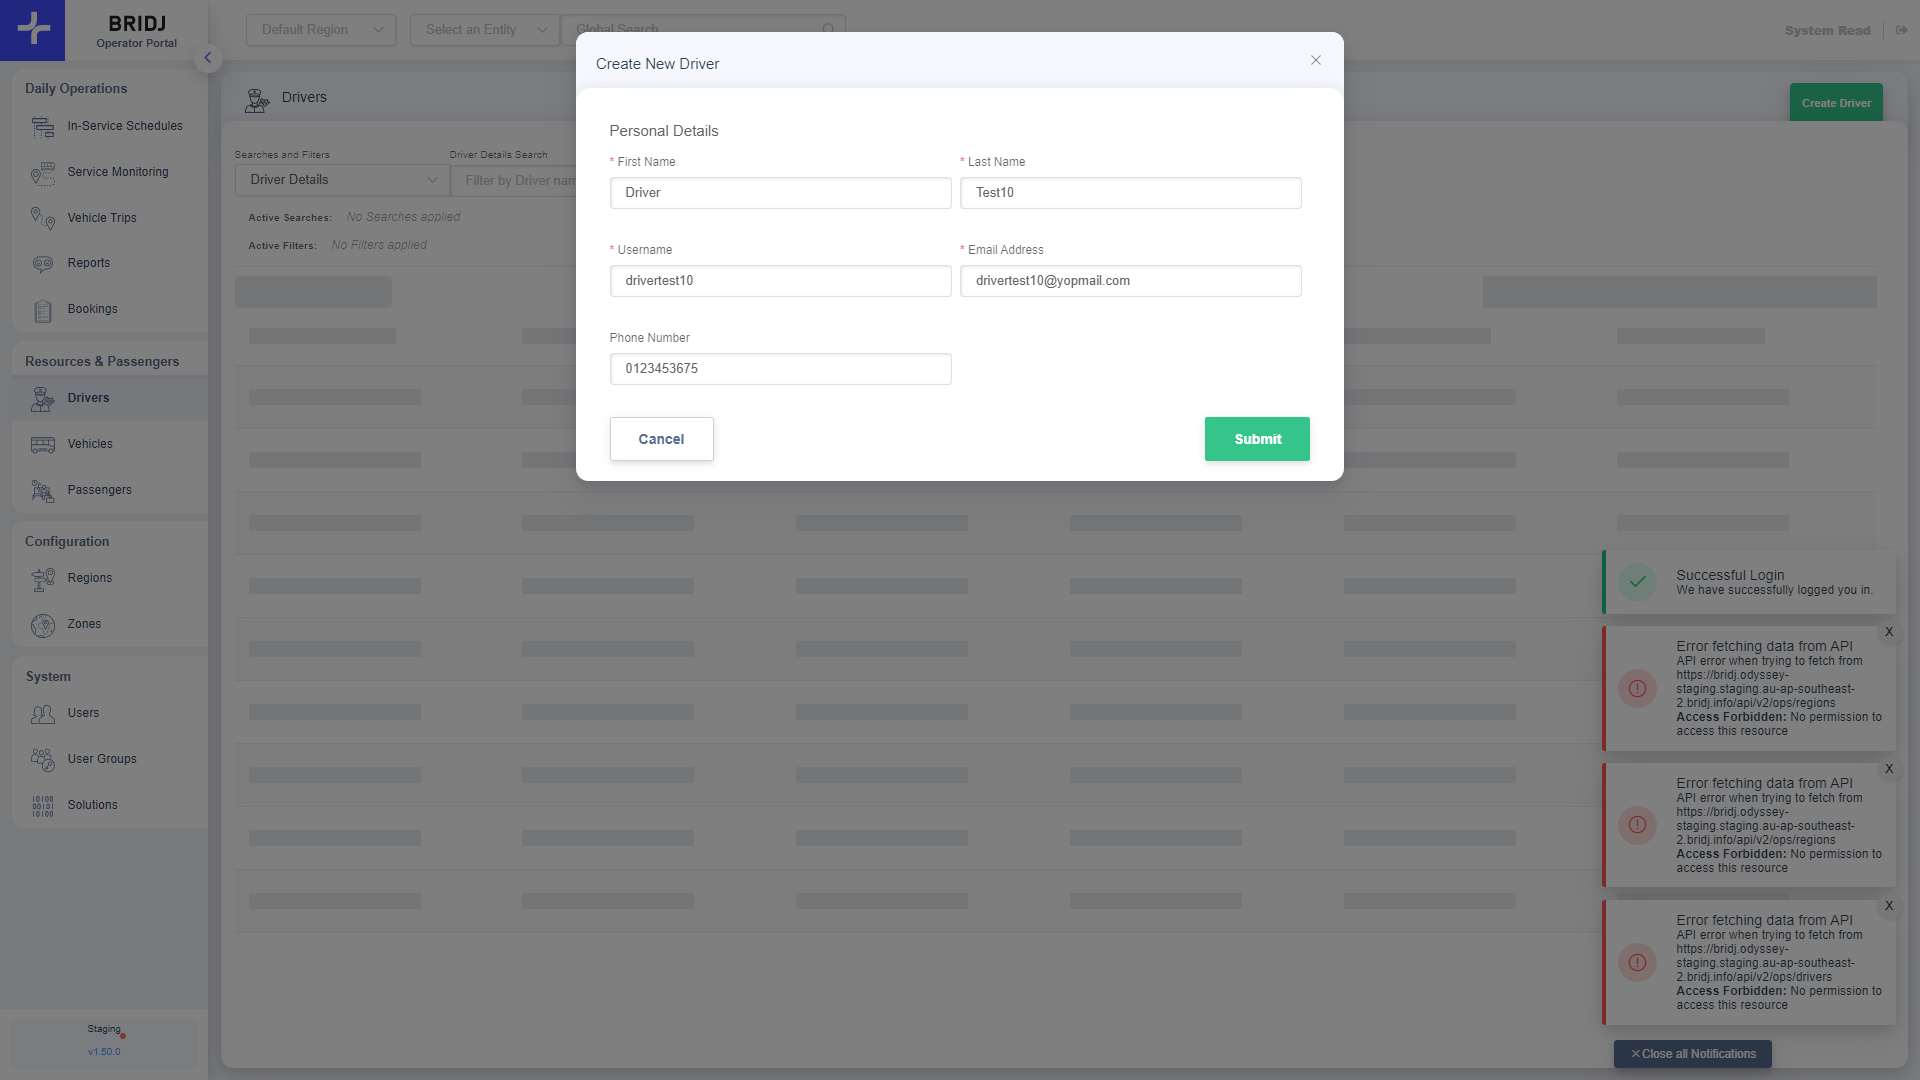 BRIDJ
Operator Portal
Default Region
Select an Entity
Global Search
System Read
Daily Operations
In-Service Schedules
Service Monitoring
Vehicle Trips
Reports
Bookings
Resources & Passengers
Drivers
Vehicles
Passengers
Configuration
Regions
Zones
System
Users
User Groups
Solutions
Staging
v1.50.0
Drivers
Create Driver
Searches and Filters
Driver Details Search
Driver Details
Filter by Driver nam
Active Searches: No Searches applied
Active Filters: No Filters applied
Create New Driver
Personal Details
* First Name
* Last Name
Driver
Test10
* Username
* Email Address
drivertest10
drivertest10@yopmail.com
Phone Number
0123453675
Cancel
Submit
Successful Login
We have successfully logged you in.
X
Error fetching data from API
API error when trying to fetch from
https://bridj.odyssey-
staging.staging.au-ap-southeast-
2.bridj.info/api/v2/ops/regions
Access Forbidden: No permission to
access this resource
X
Error fetching data from API
API error when trying to fetch from
https://bridj.odyssey-
staging.staging.au-ap-southeast-
2.bridj.info/api/v2/ops/regions
Access Forbidden: No permission to
access this resource
X
Error fetching data from API
API error when trying to fetch from
https://bridj.odyssey-
staging.staging.au-ap-southeast-
2.bridj.info/api/v2/ops/drivers
Access Forbidden: No permission to
access this resource
Close all Notifications